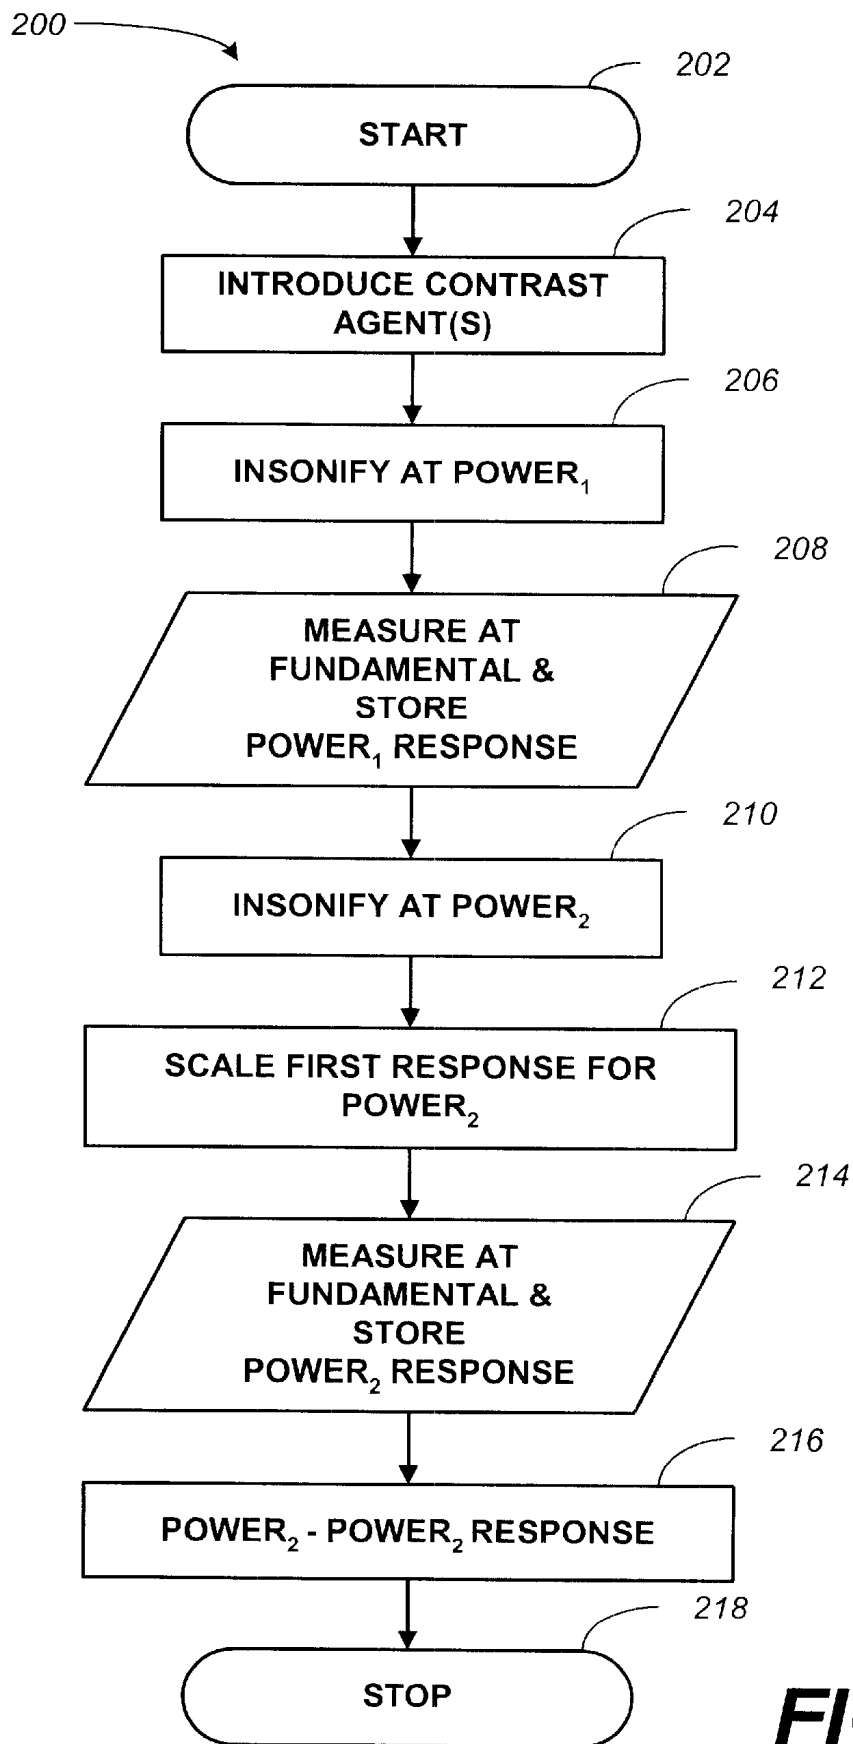 200
202
START
204
INTRODUCE CONTRAST
AGENT(S)
206
INSONIFY AT POWER₁
208
MEASURE AT
FUNDAMENTAL &
STORE
POWER₁ RESPONSE
210
INSONIFY AT POWER₂
212
SCALE FIRST RESPONSE FOR
POWER₂
214
MEASURE AT
FUNDAMENTAL &
STORE
POWER₂ RESPONSE
216
POWER₂ - POWER₂ RESPONSE
218
STOP